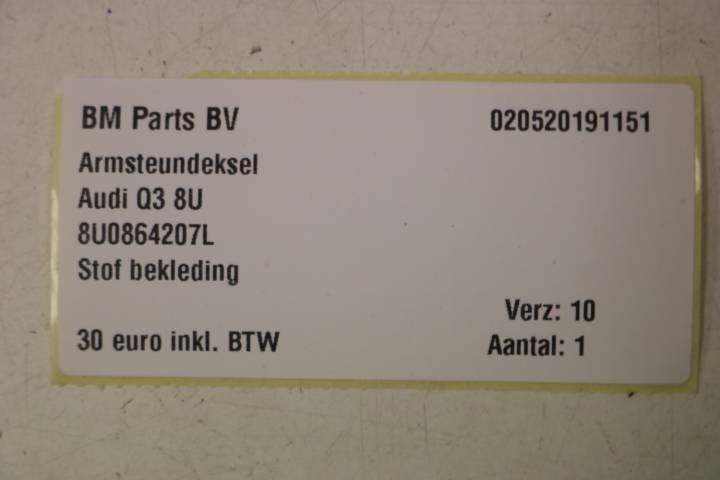 BM Parts BV 020520191151
Armsteundeksel
Audi Q3 8U
8U0864207L
Stof bekleding
Verz: 10
30 euro inkl. BTW Aantal: 1